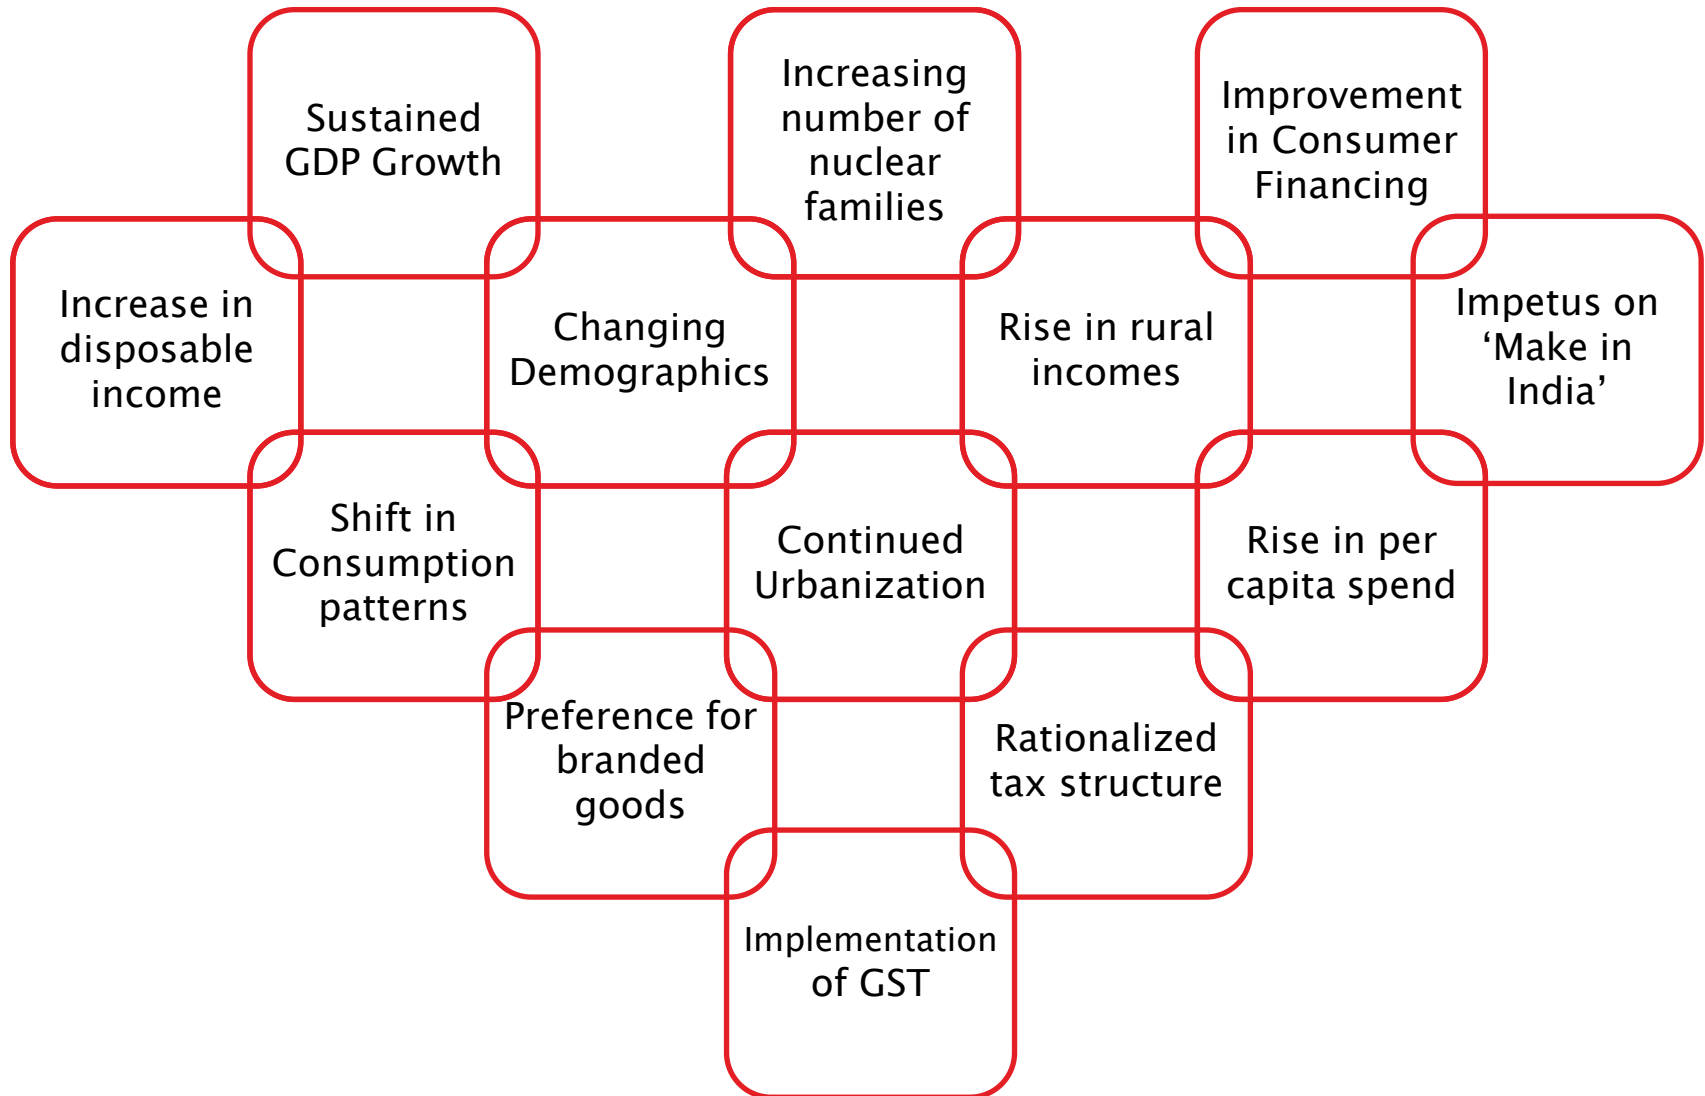 Sustained
GDP Growth
Increasing
number of
nuclear
families
Improvement
in Consumer
Financing
Increase in
disposable
income
Changing
Demographics
Rise in rural
incomes
Impetus on
‘Make in
India’
Shift in
Consumption
patterns
Continued
Urbanization
Rise in per
capita spend
Preference for
branded
goods
Rationalized
tax structure
Implementation
of GST